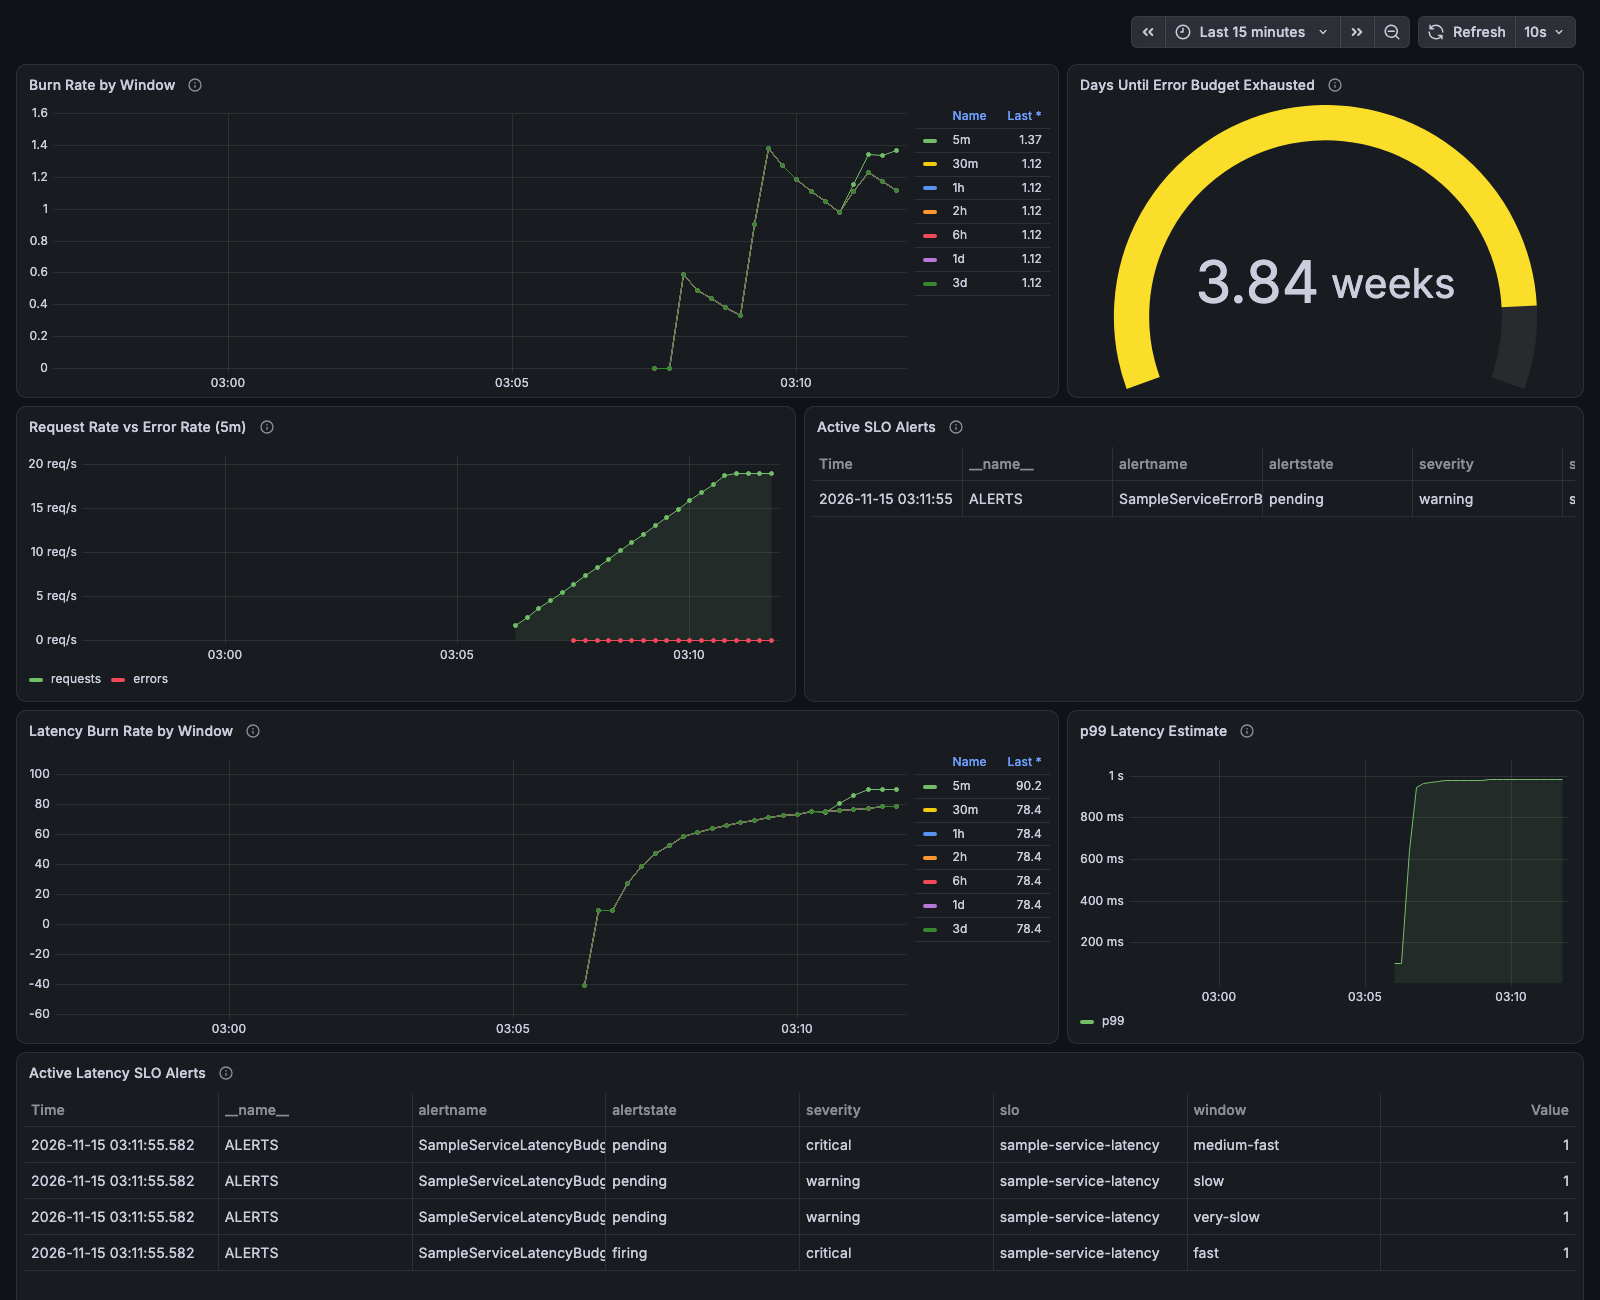 Last 15 minutes Refresh 10s
Burn Rate by Window
1.6
1.4
1.2
1
0.8
0.6
0.4
0.2
0
03:00 03:05 03:10
Name Last *
5m 1.37
30m 1.12
1h 1.12
2h 1.12
6h 1.12
1d 1.12
3d 1.12
Days Until Error Budget Exhausted
3.84 weeks
Request Rate vs Error Rate (5m)
20 req/s
15 req/s
10 req/s
5 req/s
0 req/s
03:00 03:05 03:10
requests errors
Active SLO Alerts
Time __name__ alertname alertstate severity s
2026-11-15 03:11:55 ALERTS SampleServiceErrorB pending warning s
Latency Burn Rate by Window
100
80
60
40
20
0
-20
-40
-60
03:00 03:05 03:10
Name Last *
5m 90.2
30m 78.4
1h 78.4
2h 78.4
6h 78.4
1d 78.4
3d 78.4
p99 Latency Estimate
1 s
800 ms
600 ms
400 ms
200 ms
03:00 03:05 03:10
p99
Active Latency SLO Alerts
Time __name__ alertname alertstate severity slo window Value
2026-11-15 03:11:55.582 ALERTS SampleServiceLatencyBudg pending critical sample-service-latency medium-fast 1
2026-11-15 03:11:55.582 ALERTS SampleServiceLatencyBudg pending warning sample-service-latency slow 1
2026-11-15 03:11:55.582 ALERTS SampleServiceLatencyBudg pending warning sample-service-latency very-slow 1
2026-11-15 03:11:55.582 ALERTS SampleServiceLatencyBudg firing critical sample-service-latency fast 1